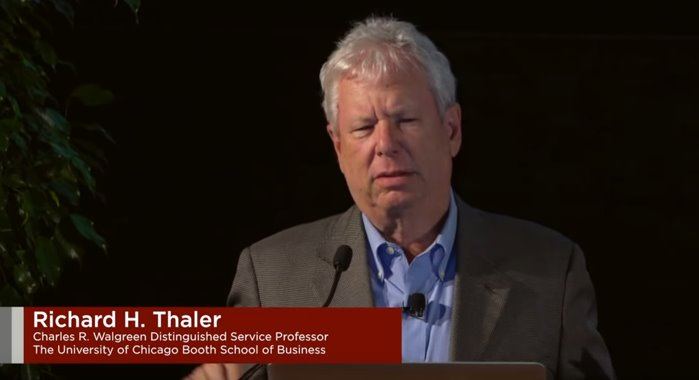 Richard H. Thaler
Charles R. Walgreen Distinguished Service Professor
The University of Chicago Booth School of Business